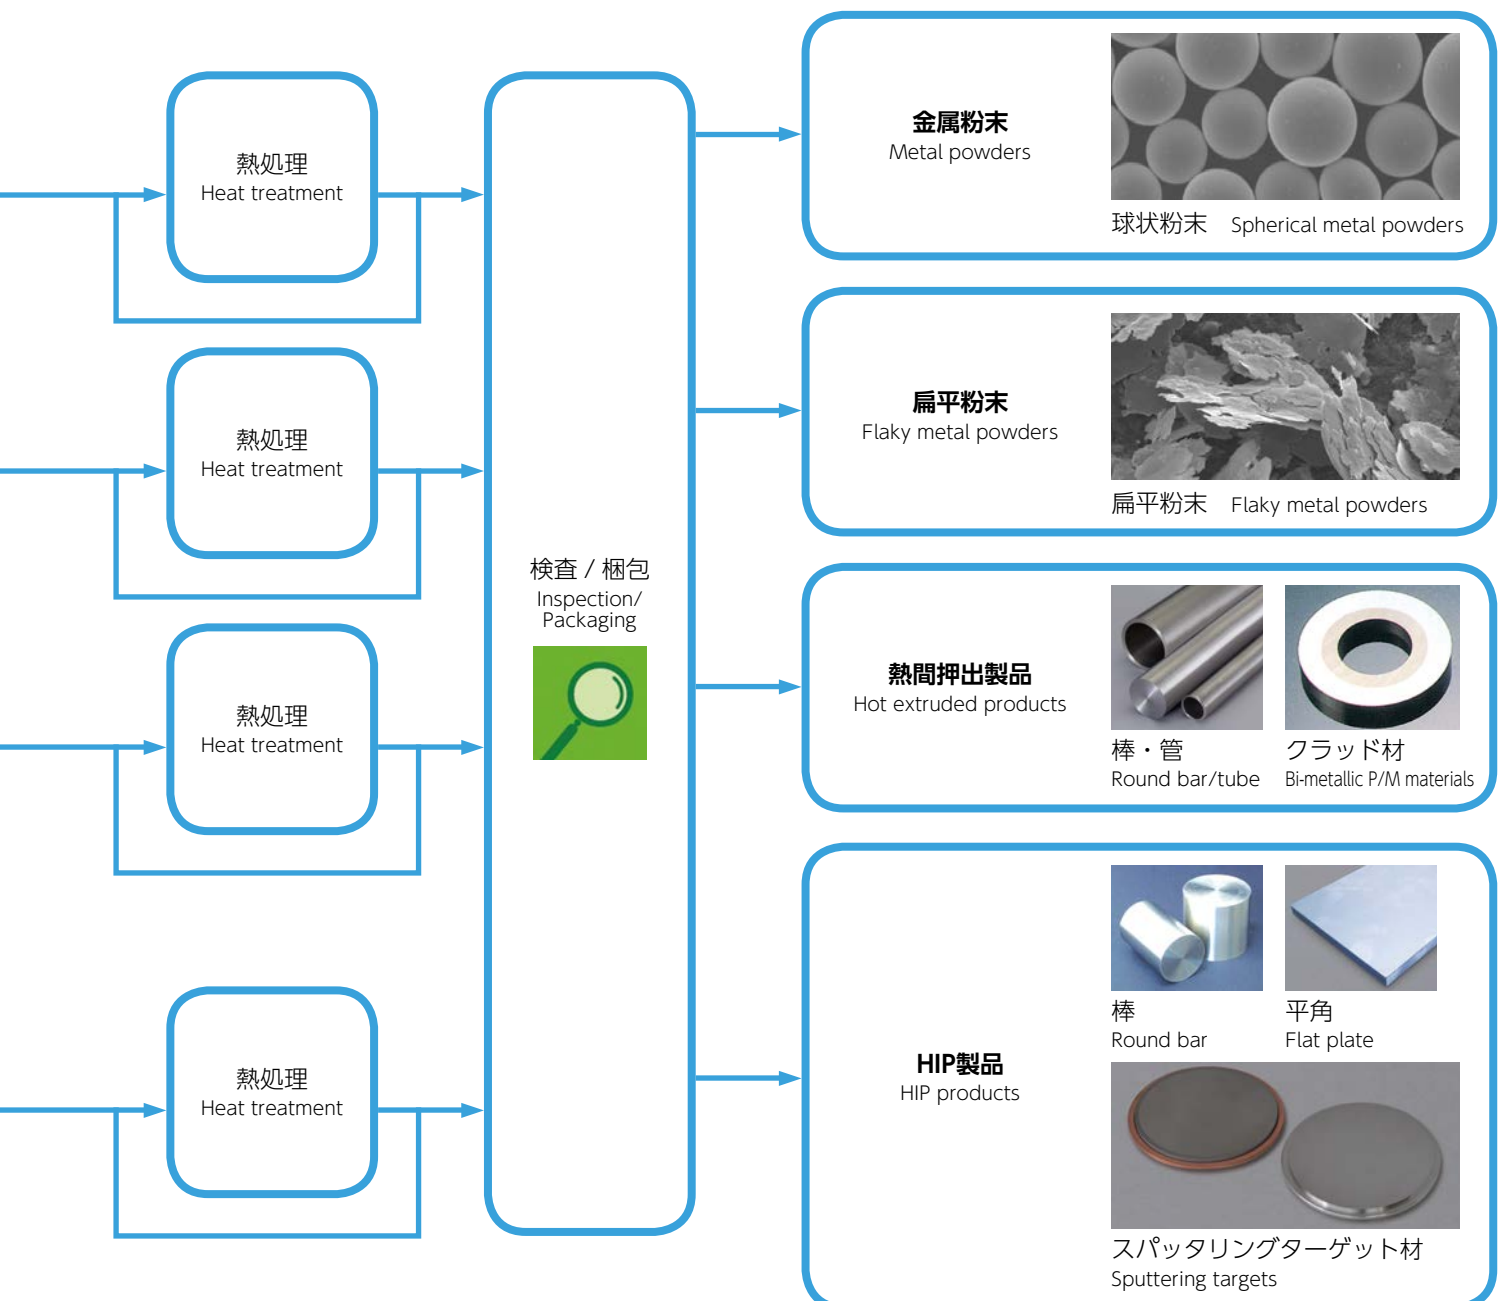 熱処理
Heat treatment
熱処理
Heat treatment
熱処理
Heat treatment
熱処理
Heat treatment
検査 / 梱包
Inspection/
Packaging
金属粉末
Metal powders
球状粉末 Spherical metal powders
扁平粉末
Flaky metal powders
扁平粉末 Flaky metal powders
熱間押出製品
Hot extruded products
棒・管
Round bar/tube
クラッド材
Bi-metallic P/M materials
HIP製品
HIP products
棒
Round bar
平角
Flat plate
スパッタリングターゲット材
Sputtering targets